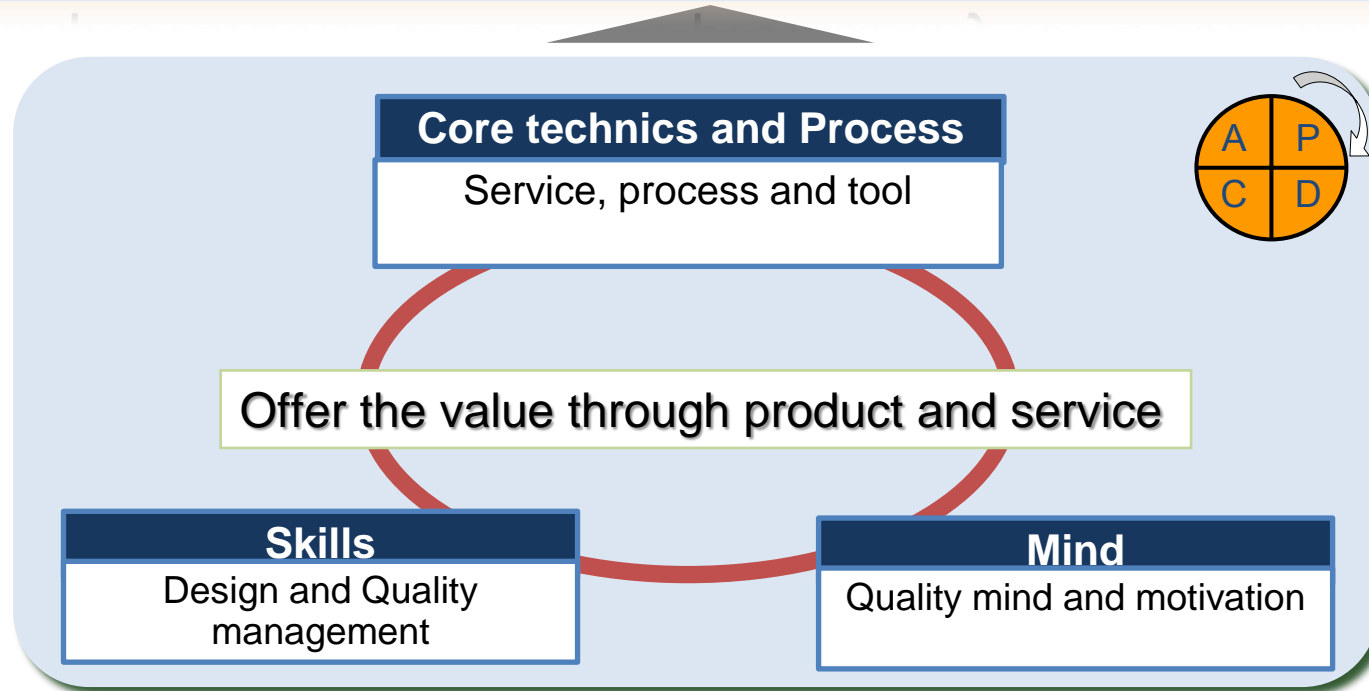 Core technics and Process
Service, process and tool
A P
C D
Offer the value through product and service
Skills
Design and Quality
management
Mind
Quality mind and motivation